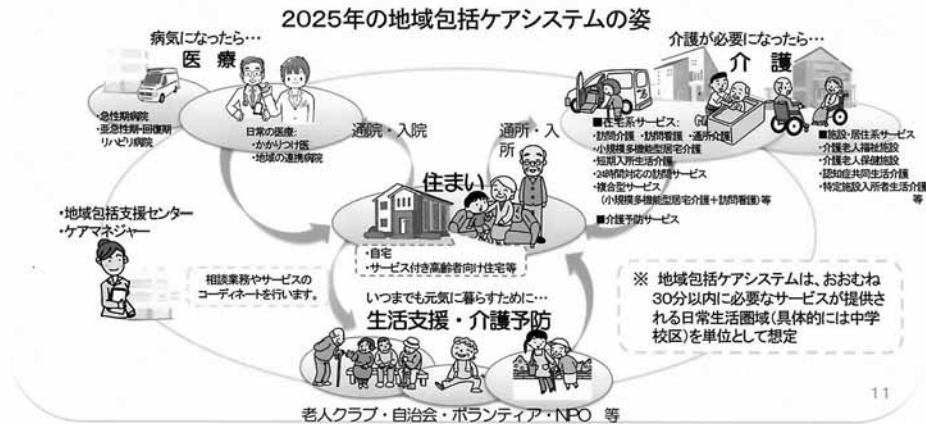 2025年の地域包括ケアシステムの姿
病気になったら…
医療
・急性期病院
・亜急性期・回復期
リハビリ病院
日常の医療:
・かかりつけ医
・地域の連携病院
通院・入院
通所・入
所
介護が必要になったら…
介護
■在宅系サービス:
・訪問介護・訪問看護・通所介護
・小規模多機能型居宅介護
・短期入所生活介護
・24時間対応の訪問サービス
・複合型サービス
(小規模多機能型居宅介護+訪問看護)等
■介護予防サービス
■施設・居住系サービス
・介護老人福祉施設
・介護老人保健施設
・認知症共同生活介護
・特定施設入所者生活介護
等
住まい
・自宅
・サービス付き高齢者向け住宅等
・地域包括支援センター
・ケアマネジャー
相談業務やサービスの
コーディネートを行います。
いつまでも元気に暮らすために…
生活支援・介護予防
老人クラブ・自治会・ボランティア・NPO 等
※ 地域包括ケアシステムは、おおむね
30分以内に必要なサービスが提供さ
れる日常生活圏域(具体的には中学
校区)を単位として想定
11